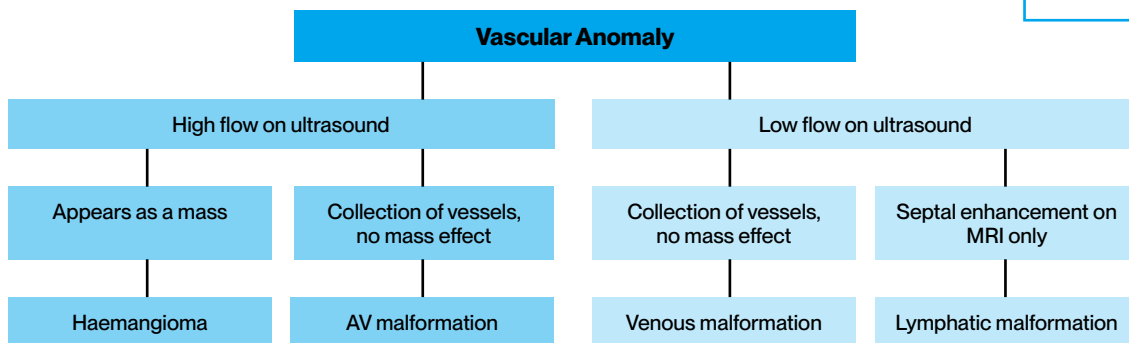 Vascular Anomaly
High flow on ultrasound
Low flow on ultrasound
Appears as a mass
Collection of vessels,
no mass effect
Collection of vessels,
no mass effect
Septal enhancement on
MRI only
Haemangioma
AV malformation
Venous malformation
Lymphatic malformation